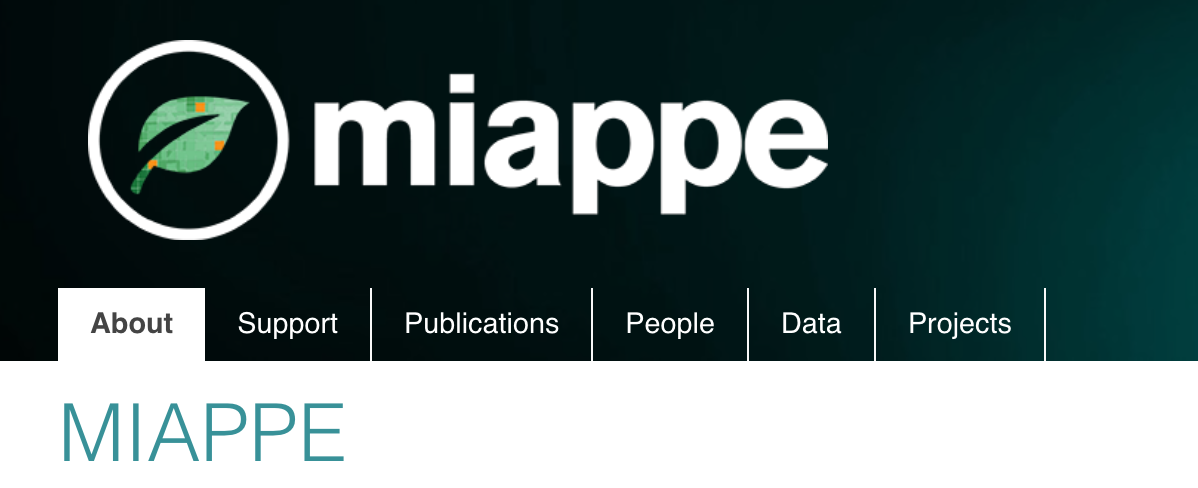 miappe
About Support Publications People Data Projects
MIAPPE